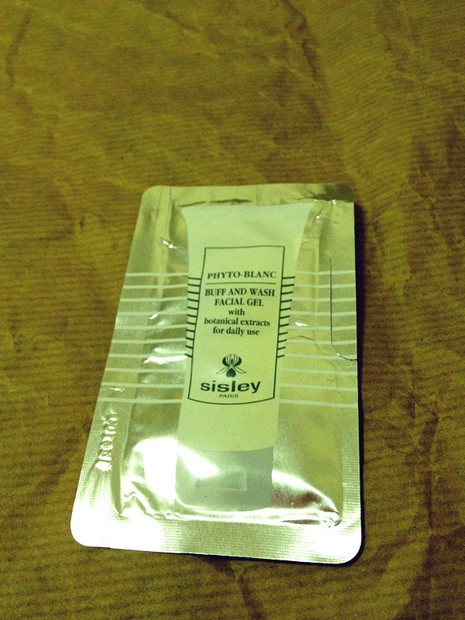 PHYTO-BLANC
BUFF AND WASH
FACIAL GEL
with
botanical extracts
for daily use
sisley
PARIS